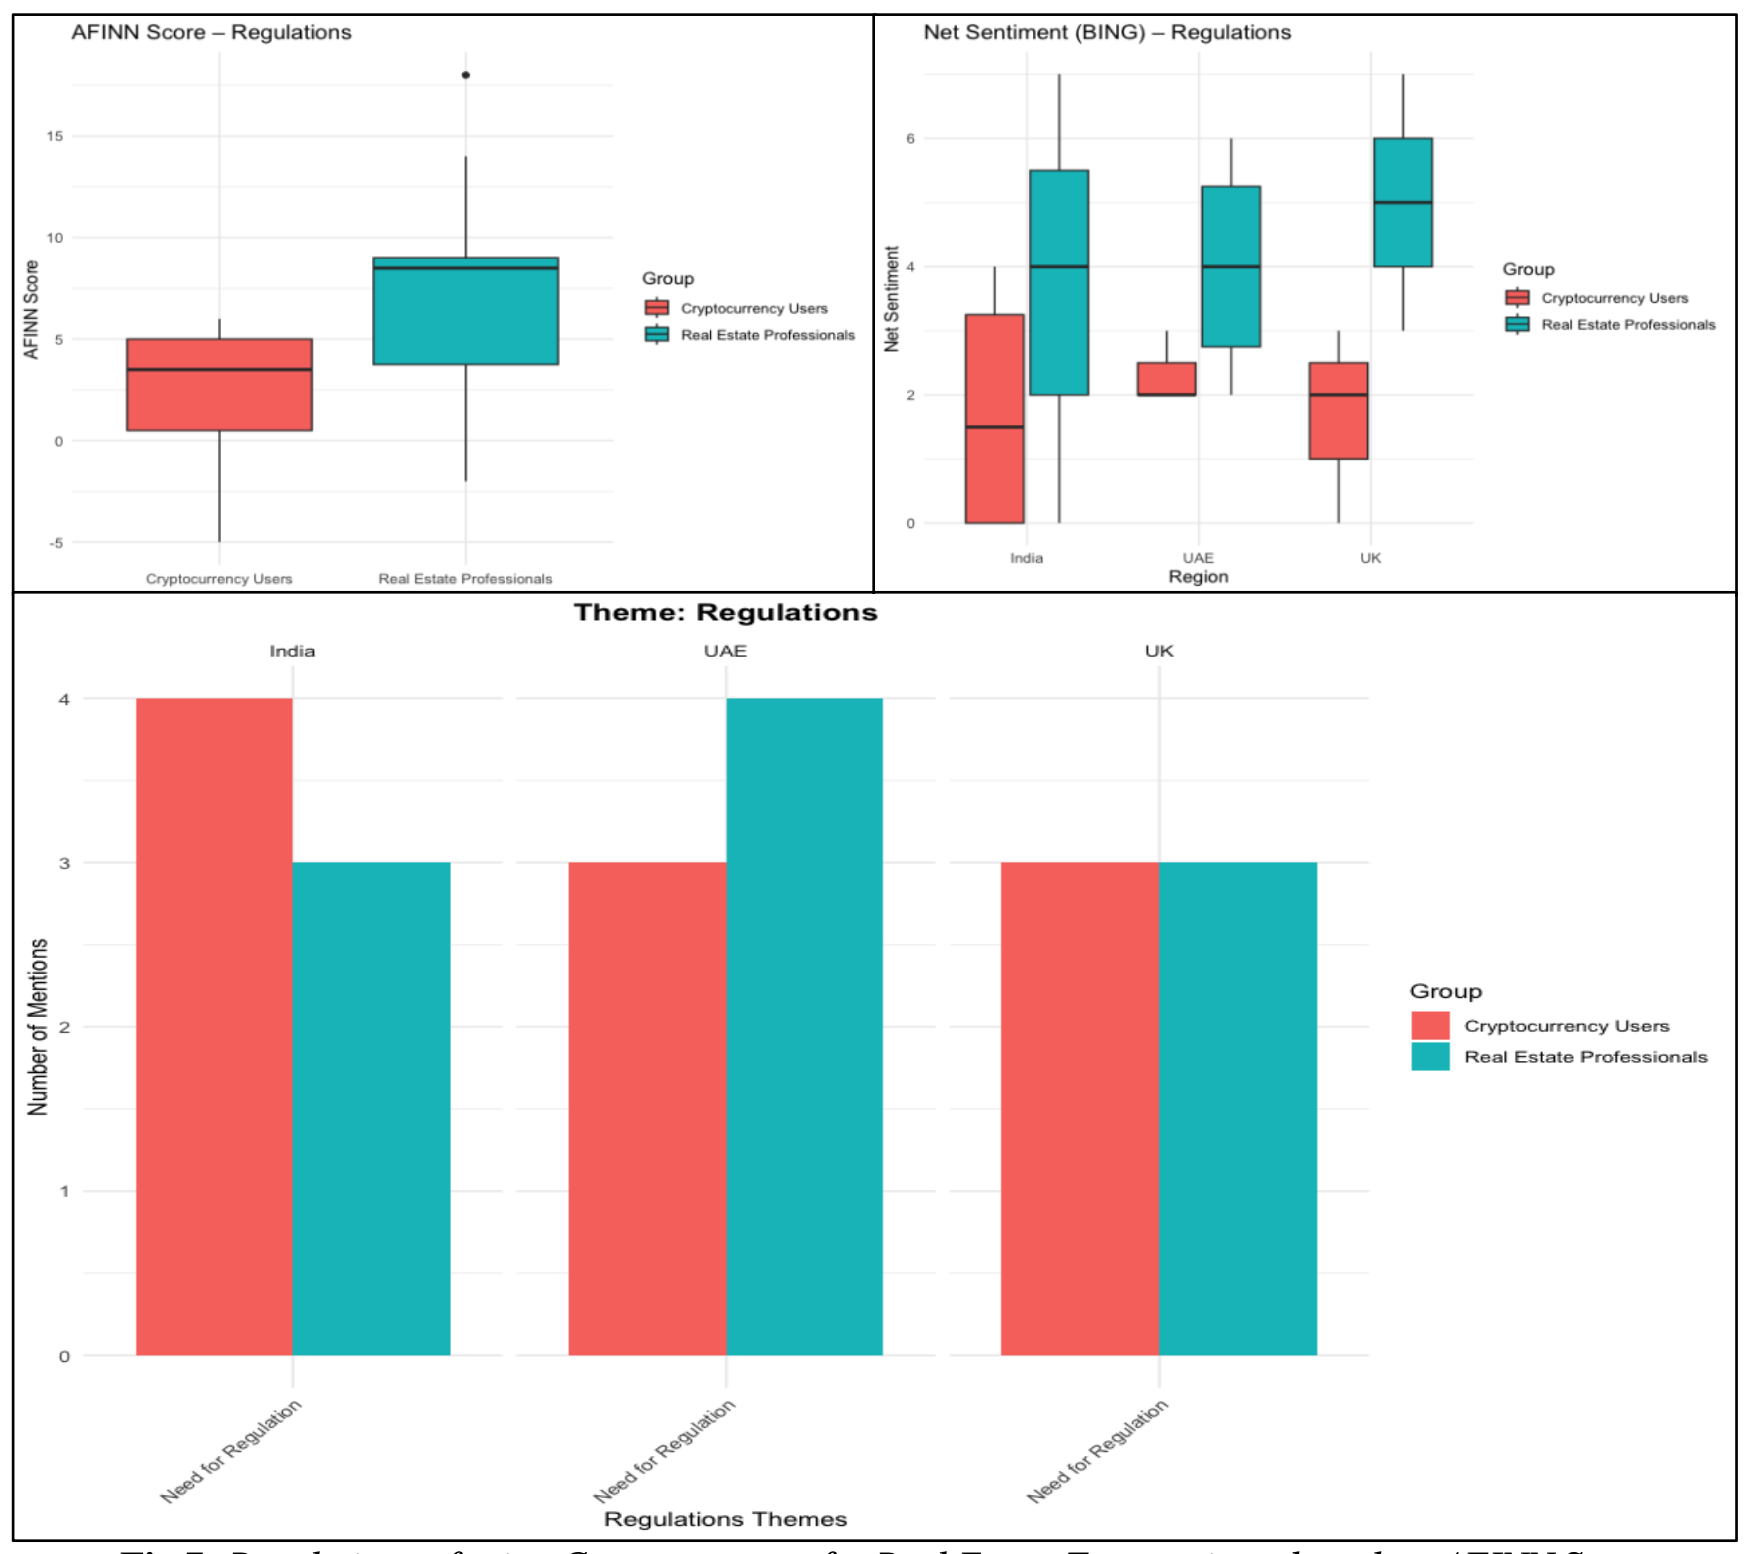 AFINN Score – Regulations
15
10
5
0
-5
AFINN Score
Cryptocurrency Users
Real Estate Professionals
Group
Cryptocurrency Users
Real Estate Professionals
Net Sentiment (BING) – Regulations
6
4
2
0
Net Sentiment
India
UAE
UK
Region
Group
Cryptocurrency Users
Real Estate Professionals
Theme: Regulations
India
UAE
UK
4
3
2
1
0
Number of Mentions
Need for Regulation
Need for Regulation
Need for Regulation
Regulations Themes
Group
Cryptocurrency Users
Real Estate Professionals